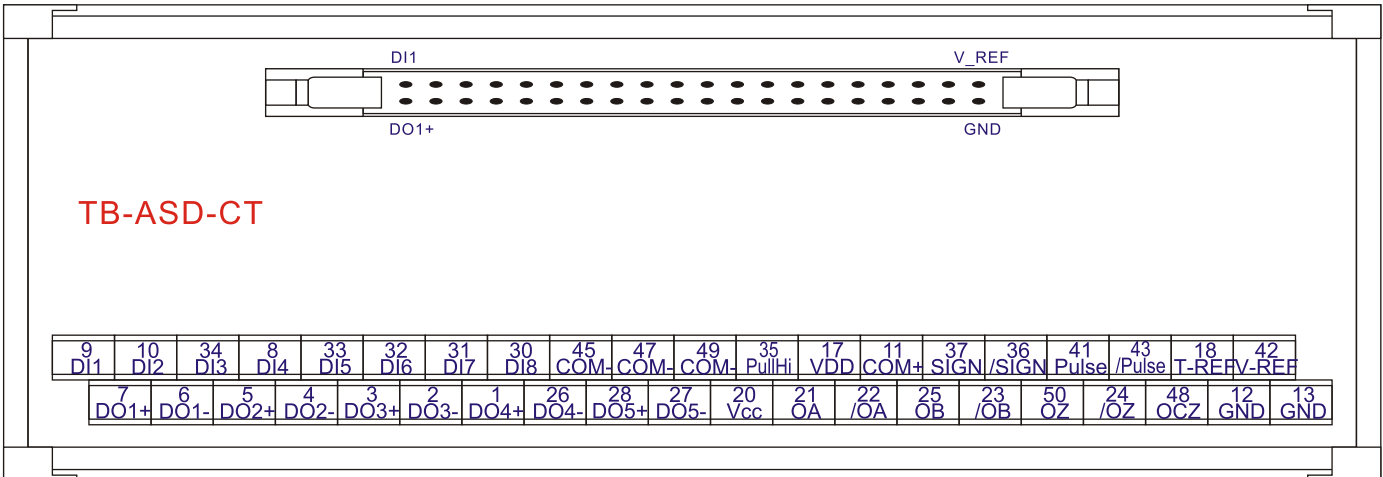 DI1 V_REF
DO1+ GND
TB-ASD-CT
9 10 34 8 33 32 31 30 45 47 49 35 17 11 37 36 41 43 18 42
DI1 DI2 DI3 DI4 DI5 DI6 DI7 DI8 COM- COM- COM- PullHi VDD COM+ SIGN /SIGN Pulse /Pulse T-REF V-REF
7 6 5 4 3 2 1 26 28 27 20 21 22 25 23 50 24 48 12 13
DO1+ DO1- DO2+ DO2- DO3+ DO3- DO4+ DO4- DO5+ DO5- Vcc OA /OA OB /OB OZ /OZ OCZ GND GND